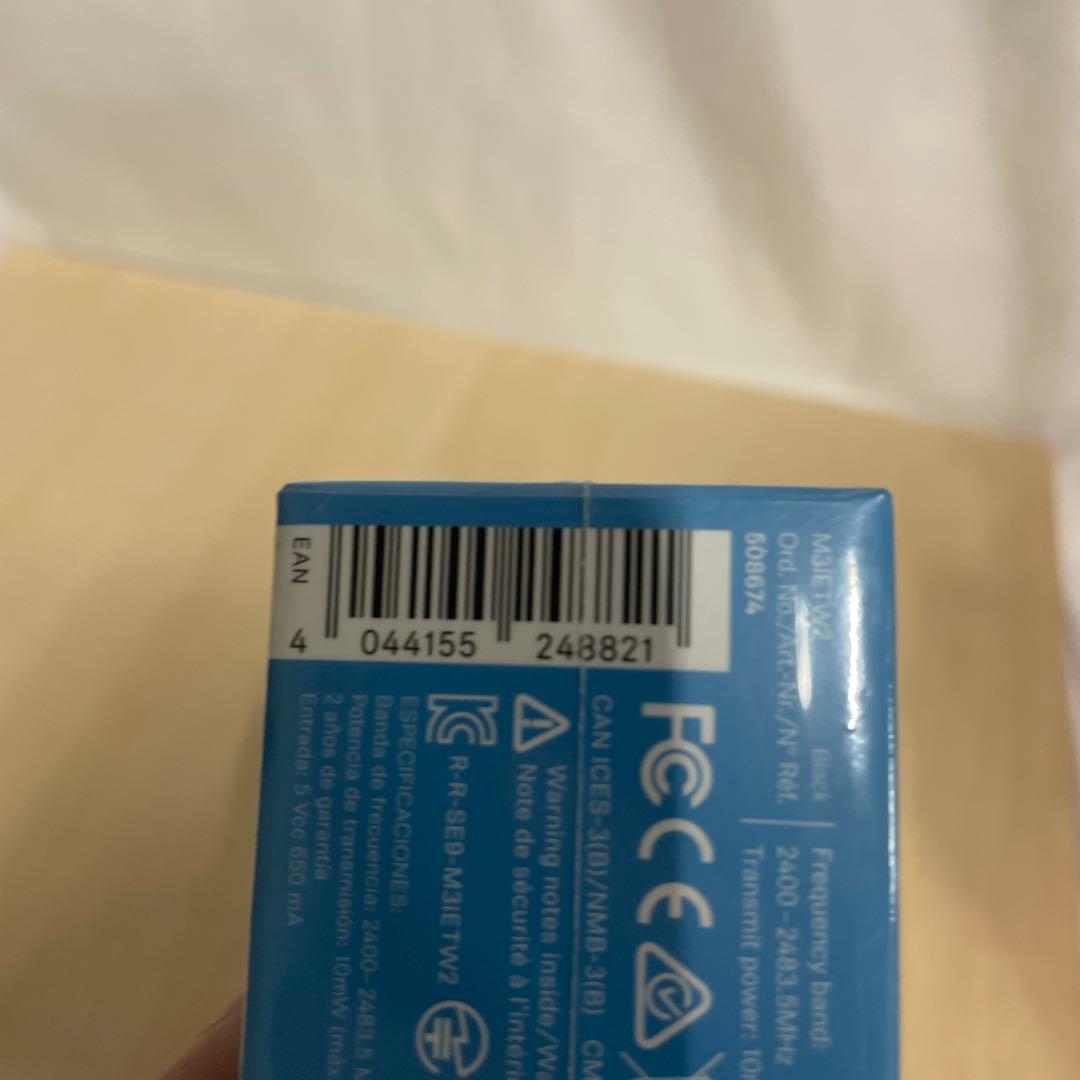 EAN
4 044155 248821
M3IETW2 Black
Ord. No./Art.-Nr./N° Réf.
508674
Frequency band:
2400–2483.5MHz
Transmit power:
FC CE
CAN ICES-3(B)/NMB-3(B)
Warning notes inside/
Note de sécurité à
R-R-SE9-M3IETW2
ESPECIFICACIONES:
Banda de frecuencia: 2400–2483.5
Potencia de transmisión: 10mW
2 años de garantía
Entrada: 5 Vcc 650 mA